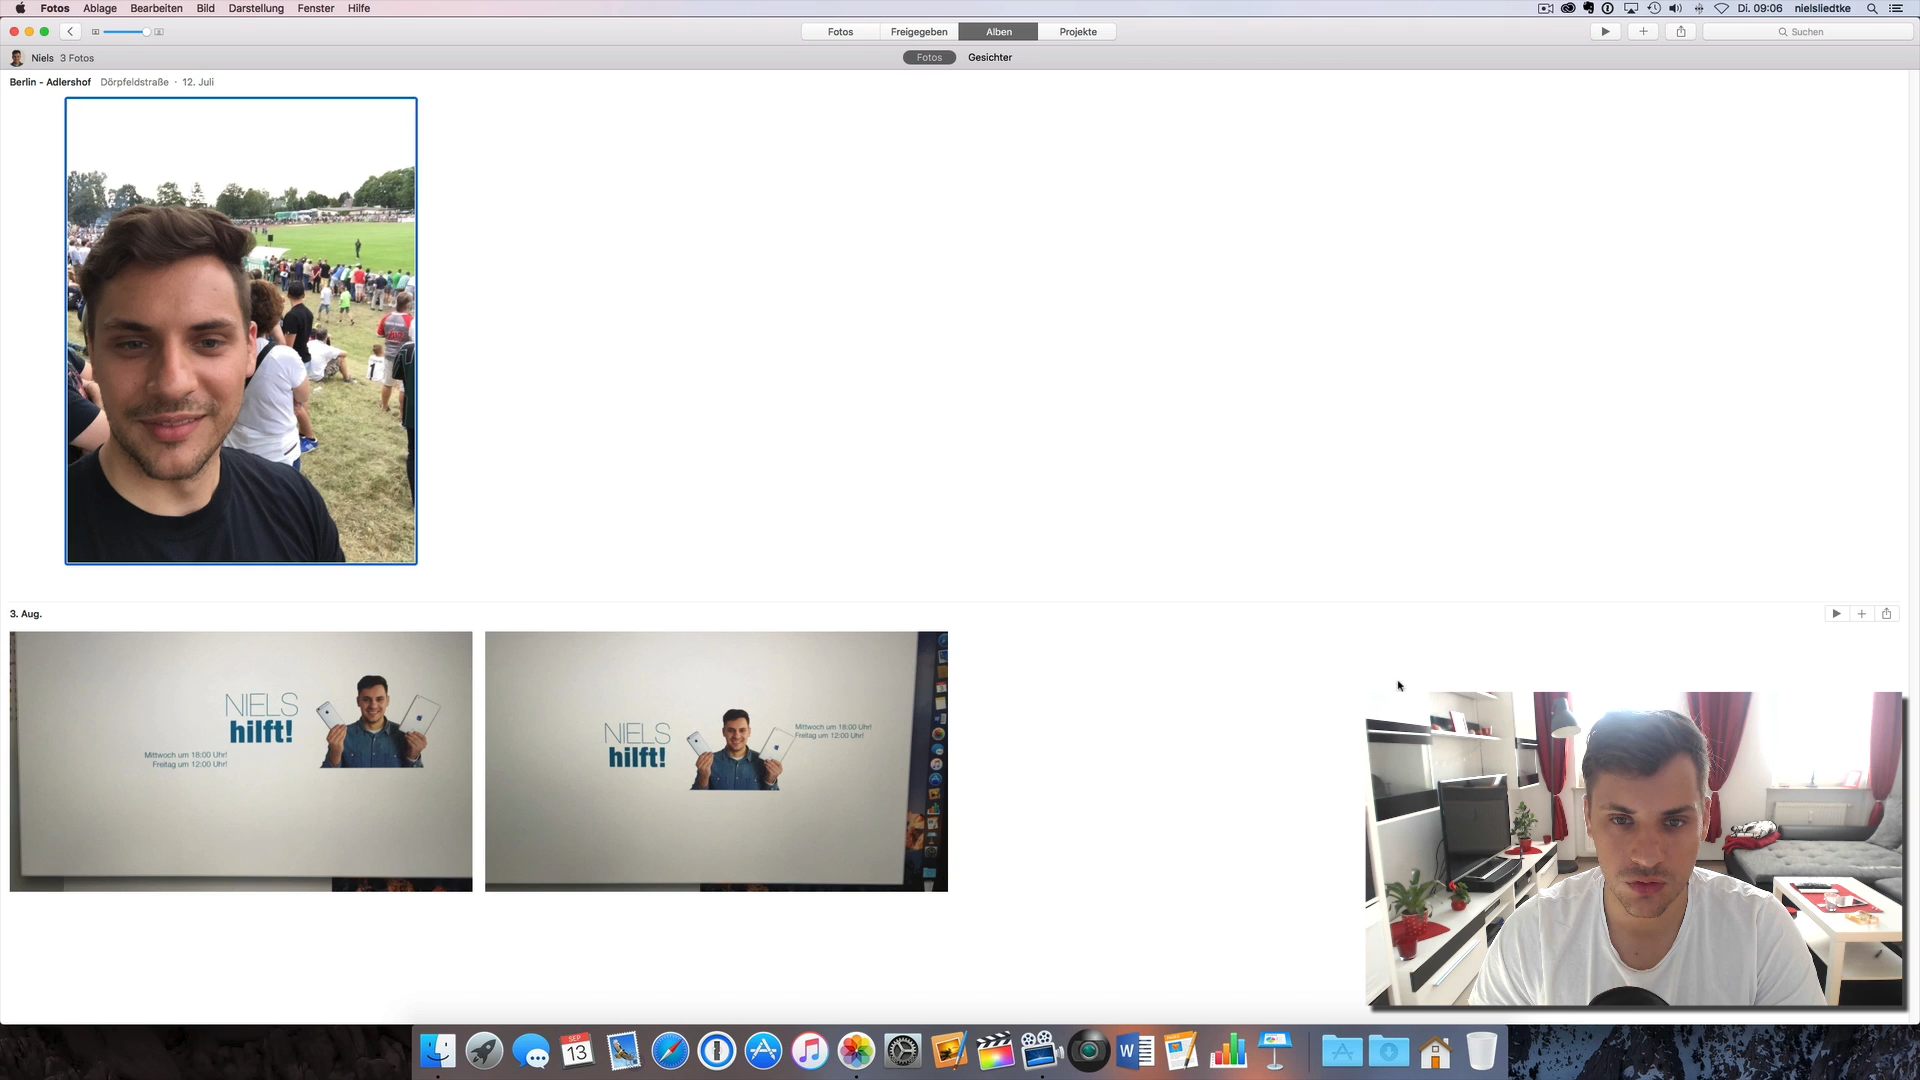 Fotos Ablage Bearbeiten Bild Darstellung Fenster Hilfe
Di. 09:06 nielsliedtke
Fotos Freigegeben Alben Projekte
Suchen
Niels 3 Fotos
Fotos Gesichter
Berlin - Adlershof Dörpfeldstraße · 12. Juli
3. Aug.
NIELS
hilft!
Mittwoch um 18:00 Uhr!
Freitag um 12:00 Uhr!
NIELS
hilft!
Mittwoch um 18:00 Uhr!
Freitag um 12:00 Uhr!
SEP
13
W